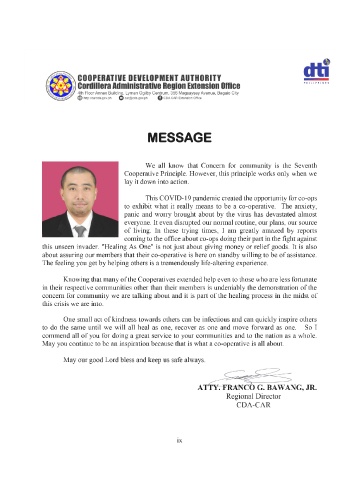 dti
PHILIPPINES
COOPERATIVE DEVELOPMENT AUTHORITY
Cordillera Administrative Region Extension Office
4th Floor Annex Building, Lyman Ogilby Centrum, 358 Magsaysay Avenue, Baguio City
MESSAGE
We all know that Concern for community is the Seventh
Cooperative Principle. However, this principle works only when we
lay it down into action.
This COVID-19 pandemic created the opportunity for co-ops
to exhibit what it really means to be a co-operative. The anxiety,
panic and worry brought about by the virus has devastated almost
everyone. It even disrupted our normal routine, our plans, our source
of living. In these trying times, I am greatly amazed by reports
coming to the office about co-ops doing their part in the fight against
this unseen invader. "Healing As One" is not just about giving money or relief goods. It is also
about assuring our members that their co-operative is here on standby willing to be of assistance.
The feeling you get by helping others is a tremendously life-altering experience.
Knowing that many of the Cooperatives extended help even to those who are less fortunate
in their respective communities other than their members is undeniably the demonstration of the
concern for community we are talking about and it is part of the healing process in the midst of
this crisis we are into.
One small act of kindness towards others can be infectious and can quickly inspire others
to do the same until we will all heal as one, recover as one and move forward as one. So I
commend all of you for doing a great service to your communities and to the nation as a whole.
May you continue to be an inspiration because that is what a co-operative is all about.
May our good Lord bless and keep us safe always.
ATTY. FRANCO G. BAWANG, JR.
Regional Director
CDA-CAR
ix